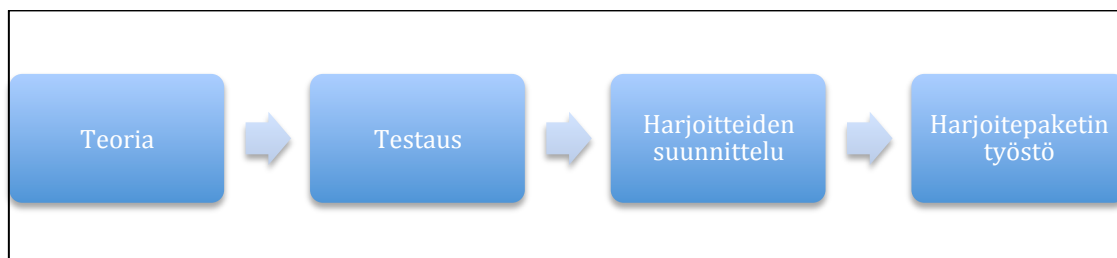 Teoria
Testaus
Harjoitteiden
suunnittelu
Harjoitepaketin
työstö